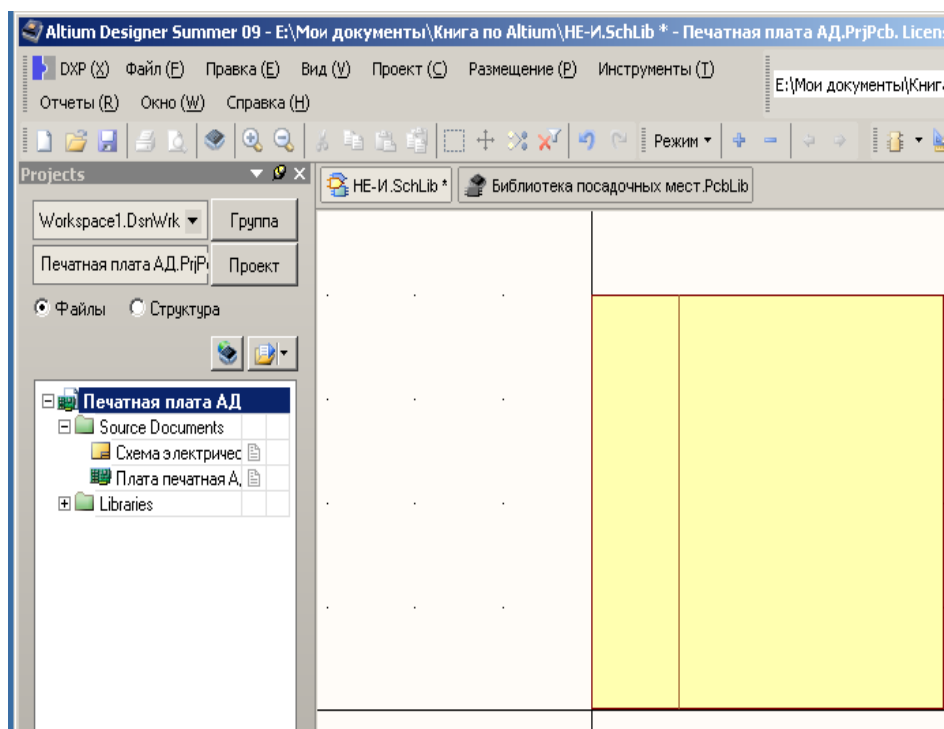 Altium Designer Summer 09 - E:\Мои документы\Книга по Altium\НЕ-И.SchLib * - Печатная плата АД.PrjPcb. Licens
DXP (X) Файл (F) Правка (E) Вид (V) Проект (C) Размещение (P) Инструменты (T)
E:\Мои документы\Книга
Отчеты (R) Окно (W) Справка (H)
Режим
Projects
НЕ-И.SchLib * Библиотека посадочных мест.PcbLib
Workspace1.DsnWrk Группа
Печатная плата АД.PrjP Проект
Файлы Структура
Печатная плата АД
Source Documents
Схема электричес
Плата печатная А
Libraries